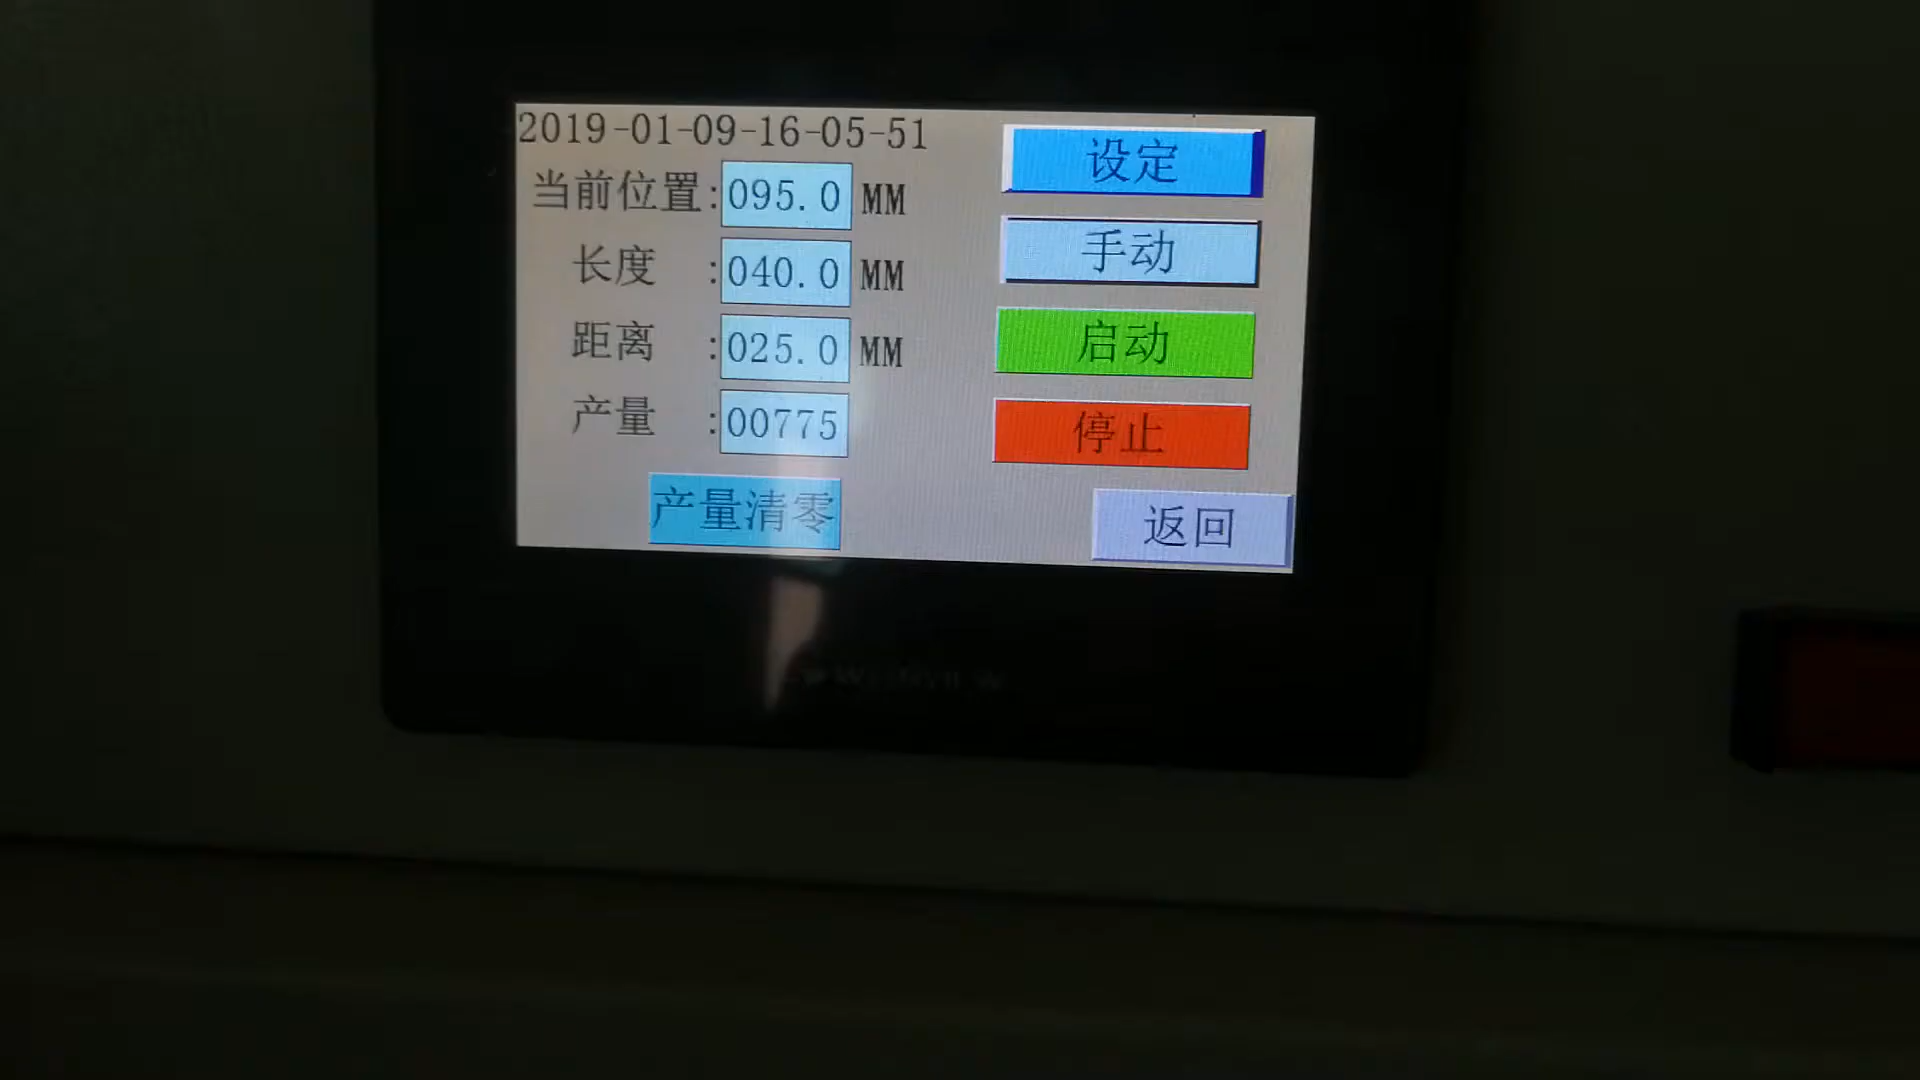 2019-01-09-16-05-51
当前位置:095.0 MM
长度 :040.0 MM
距离 :025.0 MM
产量 :00775
产量清零
设定
手动
启动
停止
返回